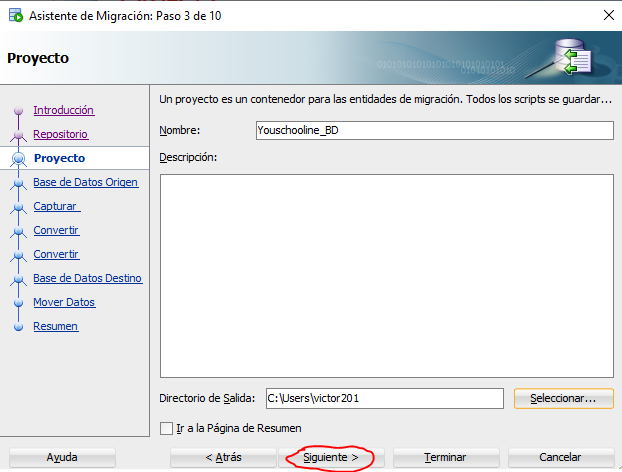 Asistente de Migración: Paso 3 de 10
Proyecto
Introducción
Repositorio
Proyecto
Base de Datos Origen
Capturar
Convertir
Convertir
Base de Datos Destino
Mover Datos
Resumen
Un proyecto es un contenedor para las entidades de migración. Todos los scripts se guardar...
Nombre: Youschooline_BD
Descripción:
Directorio de Salida: C:\Users\victor201 Seleccionar...
Ir a la Página de Resumen
Ayuda < Atrás Siguiente > Terminar Cancelar